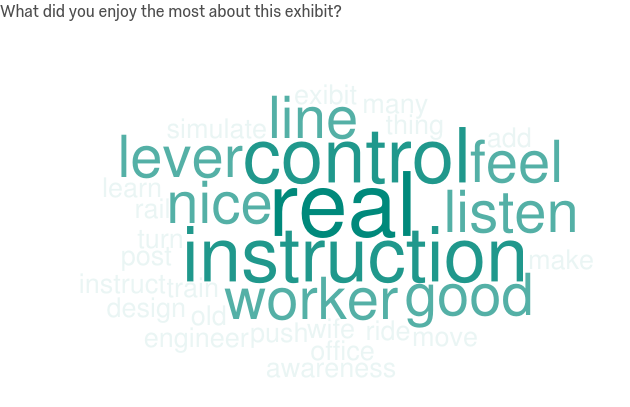 What did you enjoy the most about this exhibit?
exibit many
line thing
simulate add
lever control feel
learn nice real listen
rail
turn instruction
post make
instruct train worker good
design old
engineer push wife ride move
office
awareness